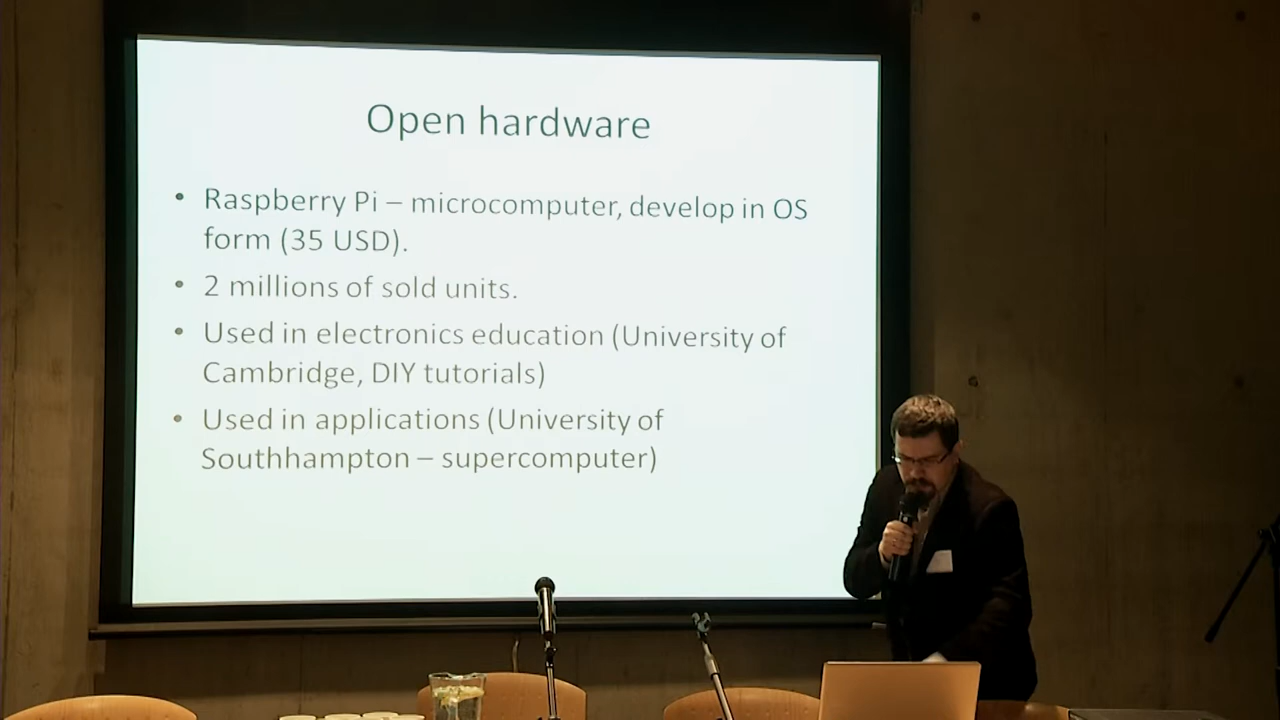 Open hardware
• Raspberry Pi – microcomputer, develop in OS
form (35 USD).
• 2 millions of sold units.
• Used in electronics education (University of
Cambridge, DIY tutorials)
• Used in applications (University of
Southhampton – supercomputer)